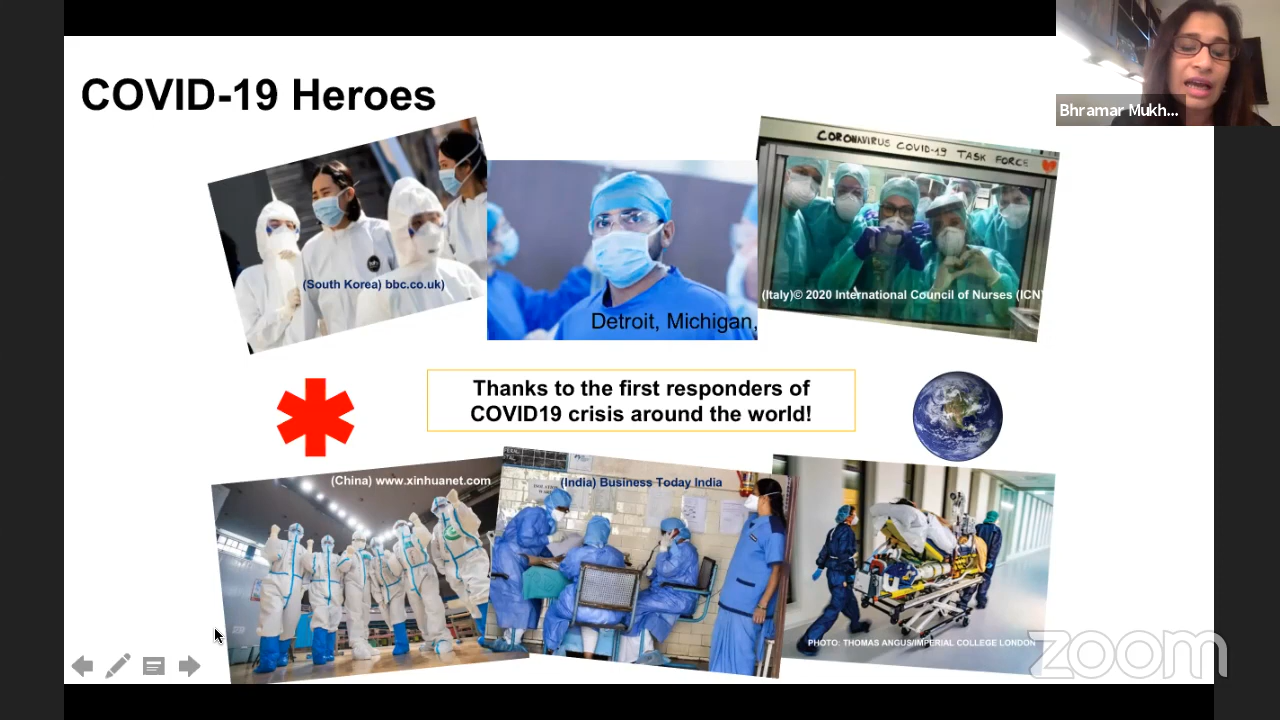 COVID-19 Heroes
Bhramar Mukh...
CORONAVIRUS COVID-19 TASK FORCE
(South Korea) bbc.co.uk)
Detroit, Michigan,
(Italy)© 2020 International Council of Nurses (ICN)
Thanks to the first responders of
COVID19 crisis around the world!
(China) www.xinhuanet.com
(India) Business Today India
PHOTO: THOMAS ANGUS/IMPERIAL COLLEGE LONDON
zoom